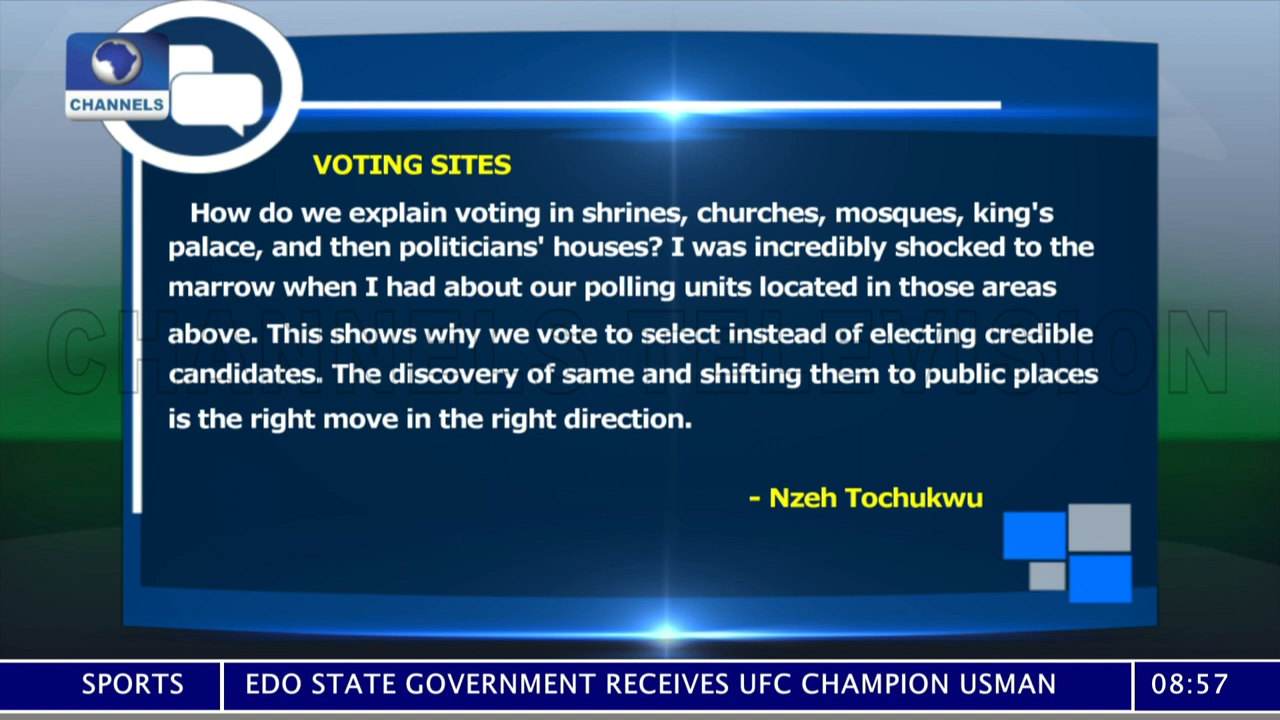 CHANNELS
VOTING SITES
How do we explain voting in shrines, churches, mosques, king's
palace, and then politicians' houses? I was incredibly shocked to the
marrow when I had about our polling units located in those areas
above. This shows why we vote to select instead of electing credible
candidates. The discovery of same and shifting them to public places
is the right move in the right direction.
- Nzeh Tochukwu
CHANNELS TELEVISION
SPORTS
EDO STATE GOVERNMENT RECEIVES UFC CHAMPION USMAN
08:57